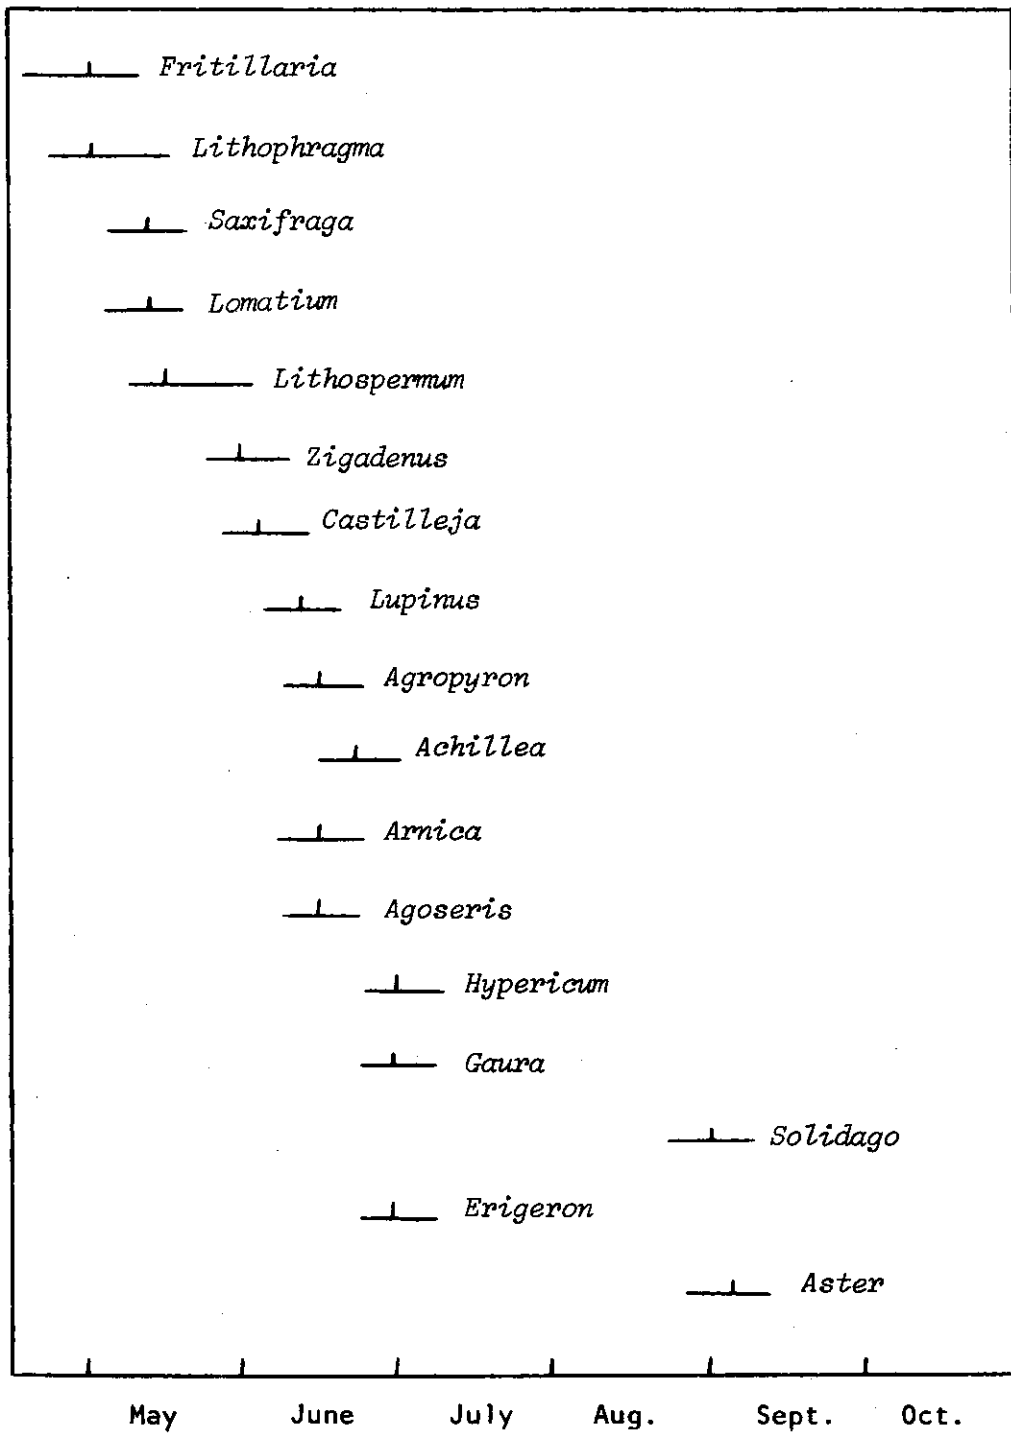 Fritillaria
Lithophragma
Saxifraga
Lomatium
Lithospermum
Zigadenus
Castilleja
Lupinus
Agropyron
Achillea
Arnica
Agoseris
Hypericum
Gaura
Solidago
Erigeron
Aster
May June July Aug. Sept. Oct.